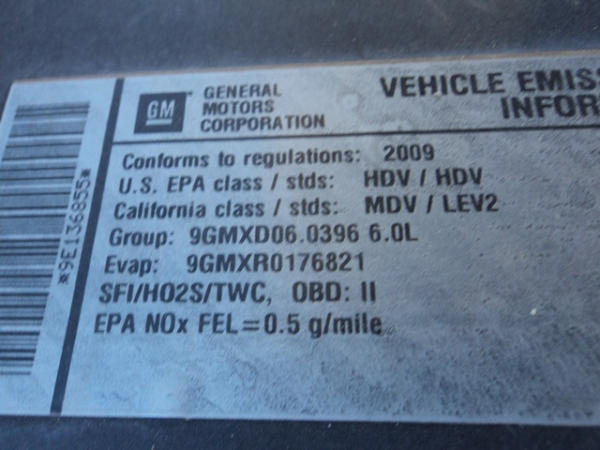 *9E136855*
GM
GENERAL
MOTORS
CORPORATION
VEHICLE EMISS
INFOR
Conforms to regulations: 2009
U.S. EPA class / stds: HDV / HDV
California class / stds: MDV / LEV2
Group: 9GMXD06.0396 6.0L
Evap: 9GMXR0176821
SFI/HO2S/TWC, OBD: II
EPA NOx FEL=0.5 g/mile